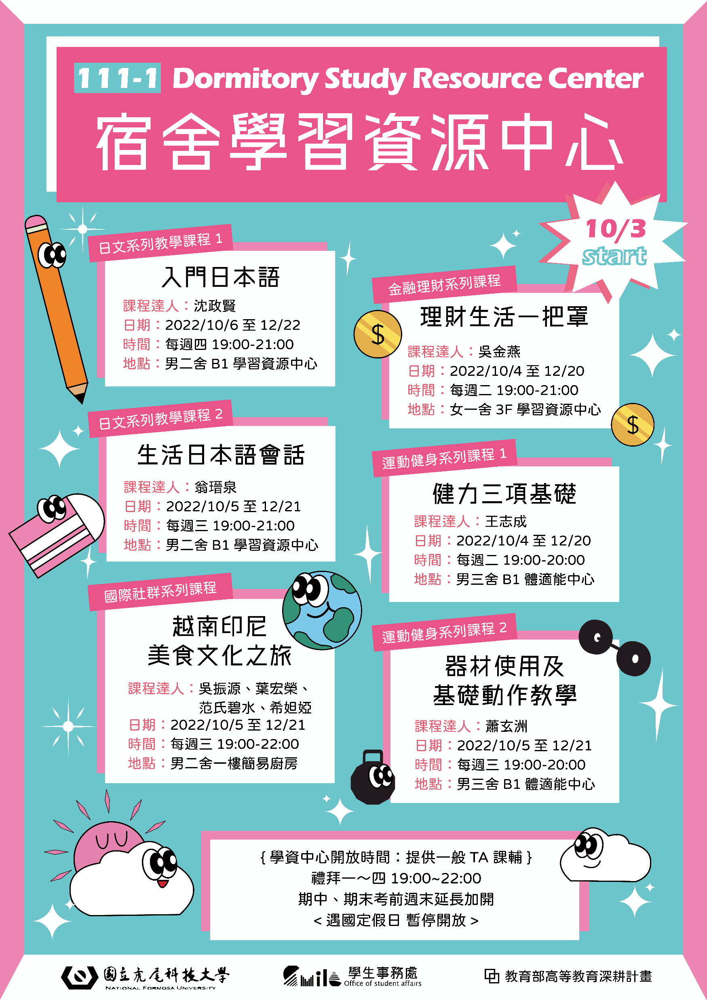 111-1 Dormitory Study Resource Center
宿舍學習資源中心
10/3
start
日文系列教學課程 1
入門日本語
課程達人：沈政賢
日期：2022/10/6 至 12/22
時間：每週四 19:00-21:00
地點：男二舍 B1 學習資源中心
日文系列教學課程 2
生活日本語會話
課程達人：翁瑨泉
日期：2022/10/5 至 12/21
時間：每週三 19:00-21:00
地點：男二舍 B1 學習資源中心
國際社群系列課程
越南印尼
美食文化之旅
課程達人：吳振源、葉宏榮、
范氏碧水、希妲婭
日期：2022/10/5 至 12/21
時間：每週三 19:00-22:00
地點：男二舍一樓簡易廚房
金融理財系列課程
理財生活一把罩
課程達人：吳金燕
日期：2022/10/4 至 12/20
時間：每週二 19:00-21:00
地點：女一舍 3F 學習資源中心
$
$
運動健身系列課程 1
健力三項基礎
課程達人：王志成
日期：2022/10/4 至 12/20
時間：每週二 19:00-20:00
地點：男三舍 B1 體適能中心
運動健身系列課程 2
器材使用及
基礎動作教學
課程達人：蕭玄洲
日期：2022/10/5 至 12/21
時間：每週三 19:00-20:00
地點：男三舍 B1 體適能中心
{ 學資中心開放時間：提供一般 TA 課輔 }
禮拜一～四 19:00~22:00
期中、期末考前週末延長加開
< 遇國定假日 暫停開放 >
國立虎尾科技大學
NATIONAL FORMOSA UNIVERSITY
學生事務處
Office of student affairs
教育部高等教育深耕計畫